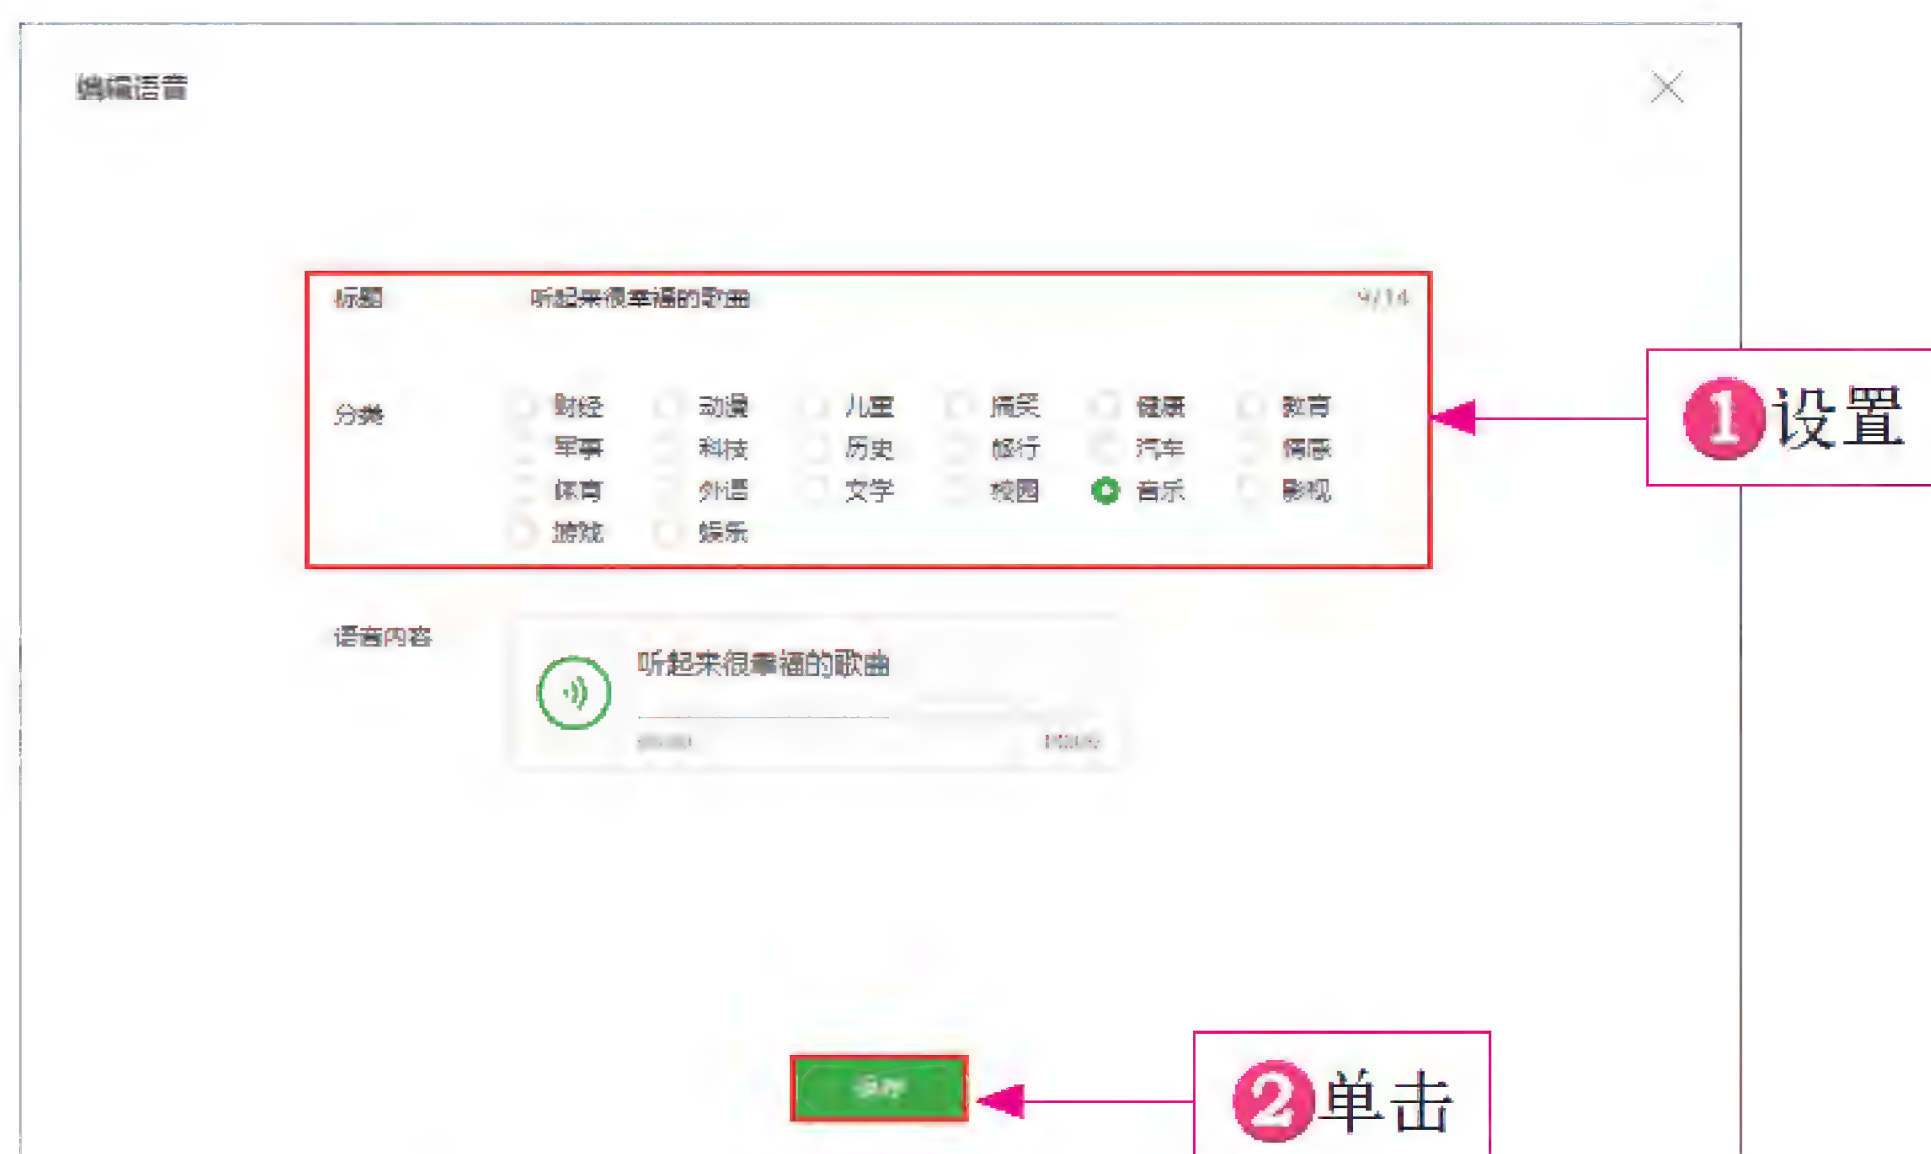 编辑语音
标题 听起来很幸福的歌曲 9/14
分类 财经 动漫 儿童 搞笑 健康 教育
军事 科技 历史 旅行 汽车 情感
体育 外语 文学 校园 音乐 影视
游戏 娱乐
1设置
语音内容
听起来很幸福的歌曲
保存
2单击